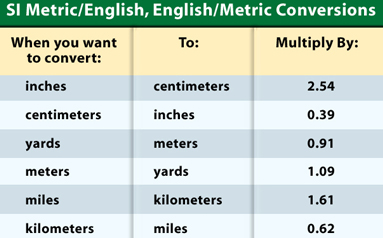 SI Metric/English, English/Metric Conversions
When you want to convert: To: Multiply By:
inches centimeters 2.54
centimeters inches 0.39
yards meters 0.91
meters yards 1.09
miles kilometers 1.61
kilometers miles 0.62